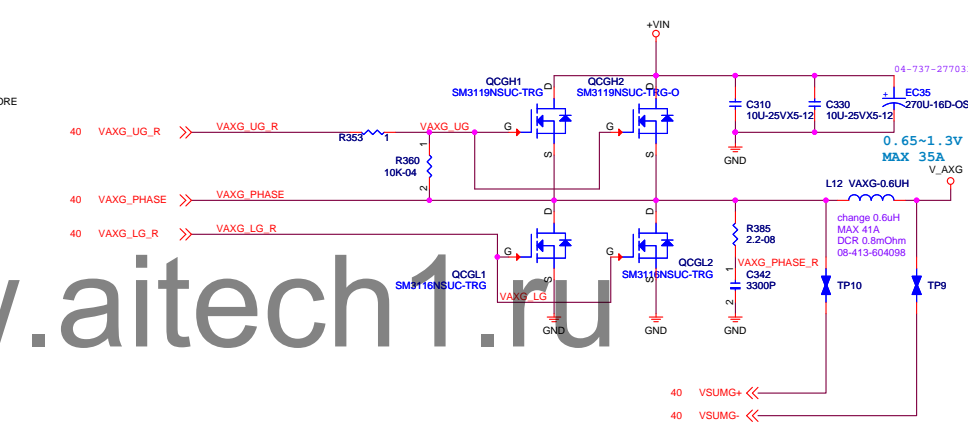 +VIN
04-737-27703
ORE
QCGH1
SM3119NSUC-TRG
QCGH2
SM3119NSUC-TRG-O
D
D
C310
10U-25VX5-12
C330
10U-25VX5-12
+
EC35
270U-16D-OS
40 VAXG_UG_R
VAXG_UG_R
R353
1
VAXG_UG
G
G
1
S
S
R360
10K-04
2
GND
0.65~1.3V
MAX 35A
V_AXG
40 VAXG_PHASE
VAXG_PHASE
L12 VAXG-0.6UH
40 VAXG_LG_R
VAXG_LG_R
D
D
G
G
R385
2.2-08
change 0.6uH
MAX 41A
DCR 0.8mOhm
08-413-604098
QCGL1
SM3116NSUC-TRG
S
QCGL2
SM3116NSUC-TRG
S
VAXG_PHASE_R
1
C342
3300P
2
VAXG_LG
TP10
TP9
GND
GND
GND
w.aitech1.ru
40 VSUMG+
40 VSUMG-